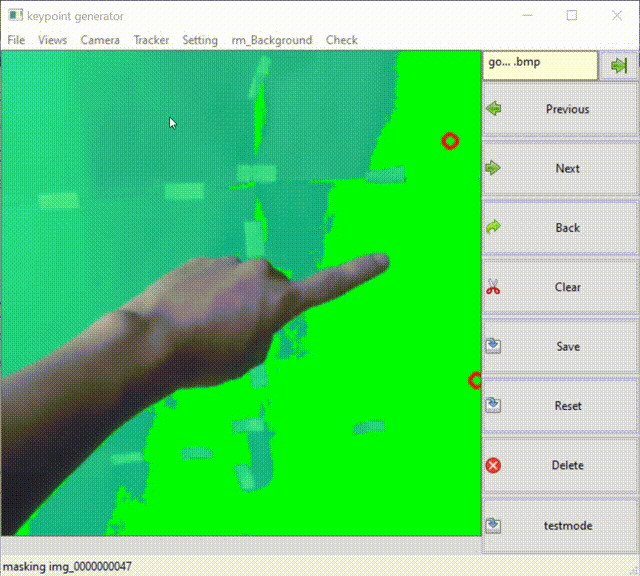 keypoint generator
File Views Camera Tracker Setting rm_Background Check
go... .bmp
Previous
Next
Back
Clear
Save
Reset
Delete
testmode
masking img_0000000047